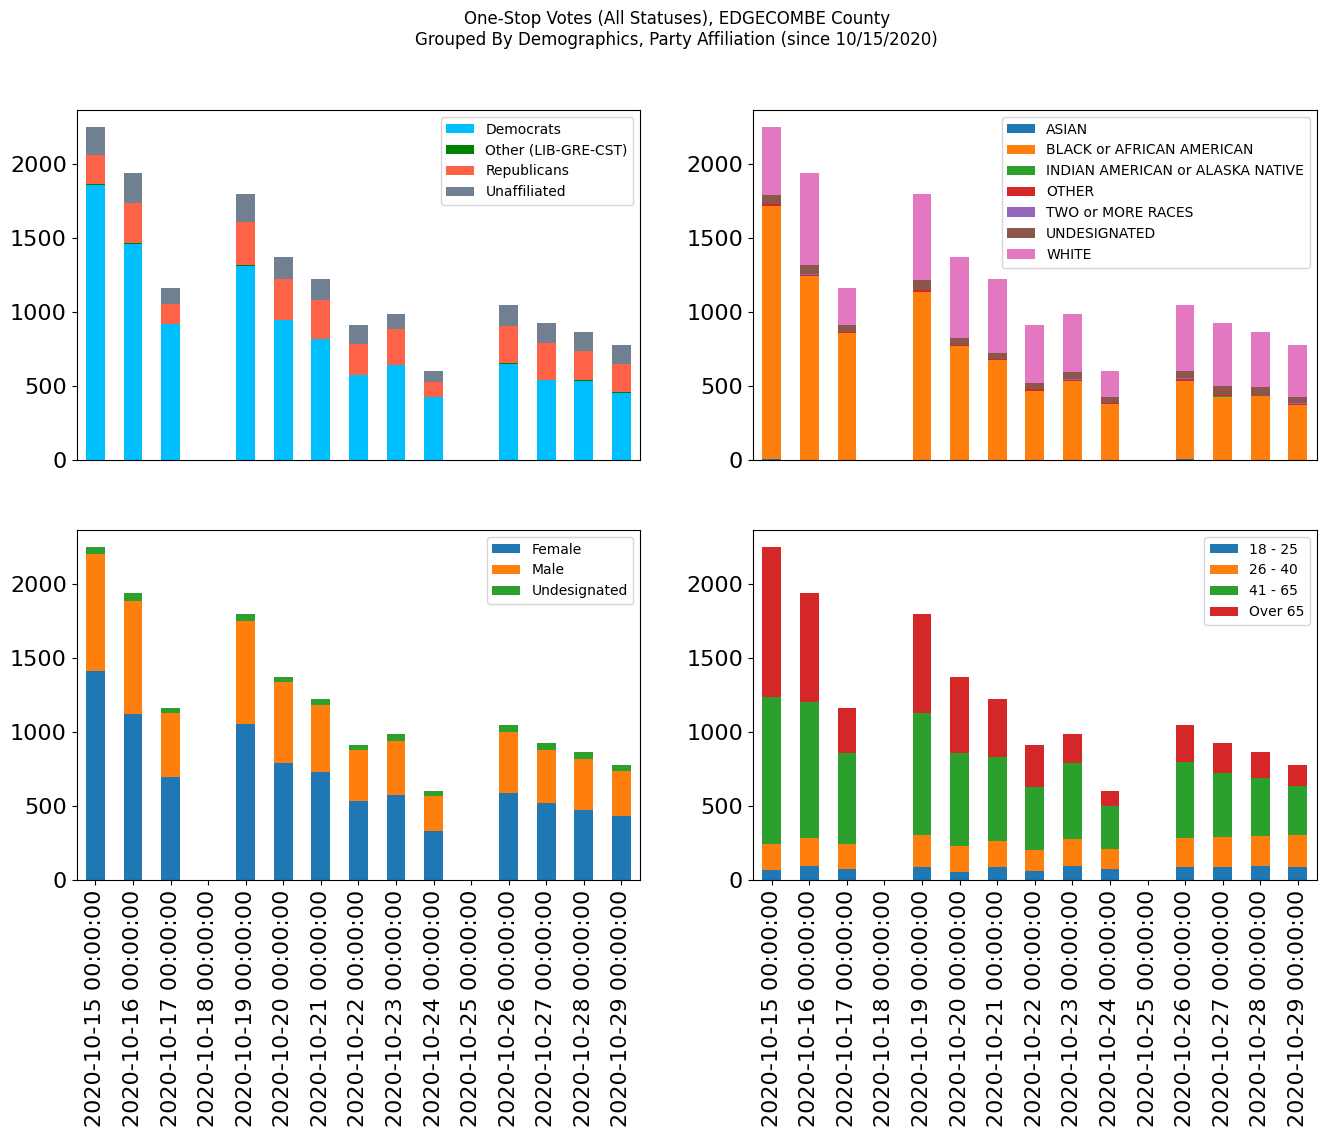 One-Stop Votes (All Statuses), EDGECOMBE County
Grouped By Demographics, Party Affiliation (since 10/15/2020)
2000
1500
1000
500
0
Democrats
Other (LIB-GRE-CST)
Republicans
Unaffiliated
2000
1500
1000
500
0
ASIAN
BLACK or AFRICAN AMERICAN
INDIAN AMERICAN or ALASKA NATIVE
OTHER
TWO or MORE RACES
UNDESIGNATED
WHITE
2000
1500
1000
500
0
Female
Male
Undesignated
2020-10-15 00:00:00
2020-10-16 00:00:00
2020-10-17 00:00:00
2020-10-18 00:00:00
2020-10-19 00:00:00
2020-10-20 00:00:00
2020-10-21 00:00:00
2020-10-22 00:00:00
2020-10-23 00:00:00
2020-10-24 00:00:00
2020-10-25 00:00:00
2020-10-26 00:00:00
2020-10-27 00:00:00
2020-10-28 00:00:00
2020-10-29 00:00:00
2000
1500
1000
500
0
18 - 25
26 - 40
41 - 65
Over 65
2020-10-15 00:00:00
2020-10-16 00:00:00
2020-10-17 00:00:00
2020-10-18 00:00:00
2020-10-19 00:00:00
2020-10-20 00:00:00
2020-10-21 00:00:00
2020-10-22 00:00:00
2020-10-23 00:00:00
2020-10-24 00:00:00
2020-10-25 00:00:00
2020-10-26 00:00:00
2020-10-27 00:00:00
2020-10-28 00:00:00
2020-10-29 00:00:00